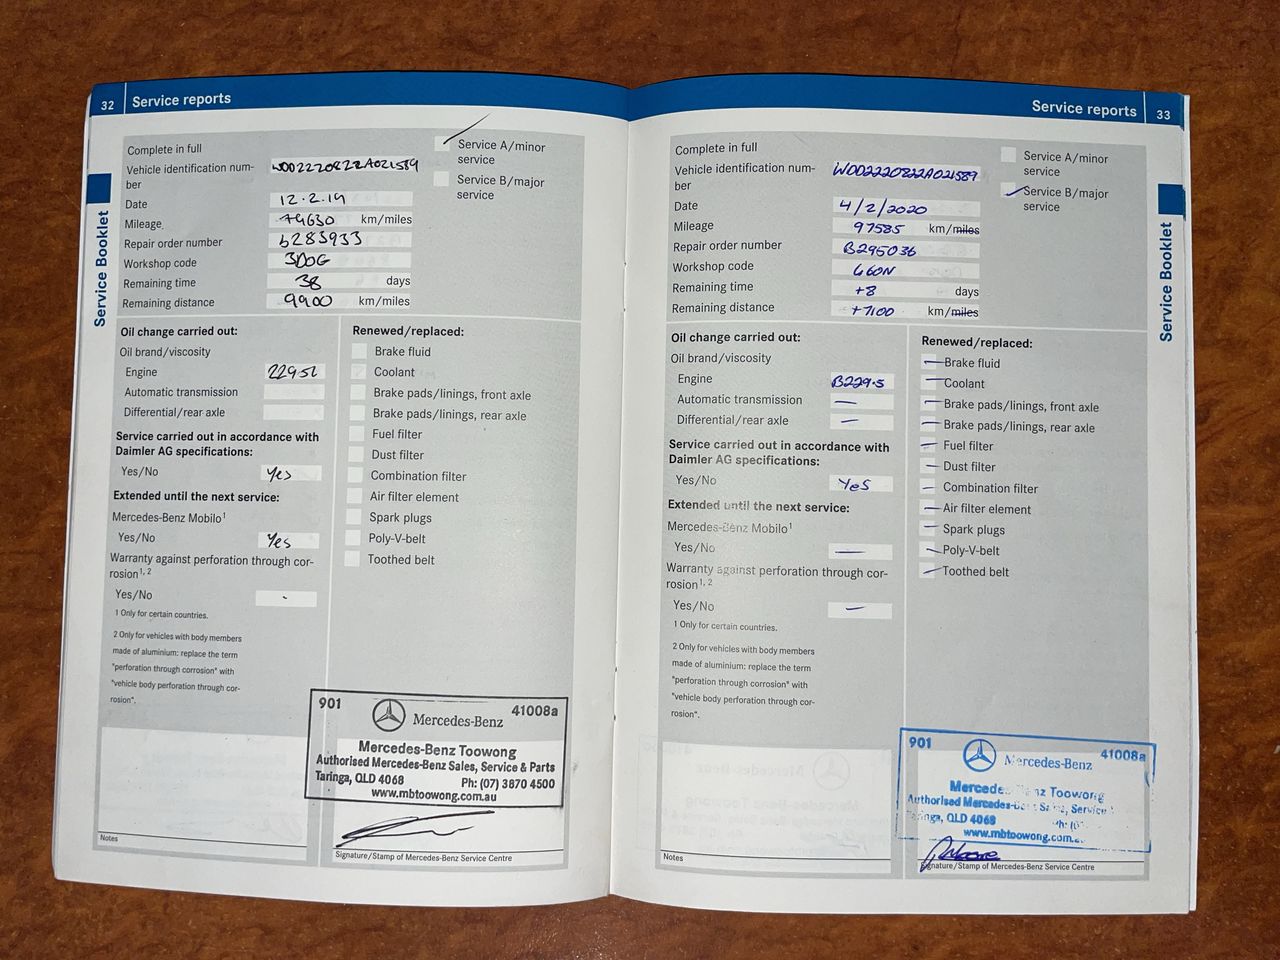 32 Service reports
Complete in full
Vehicle identification num-
ber WDD2220822A021589
Date 12.2.19
Mileage 74630 km/miles
Repair order number b283933
Workshop code 3D0G
Remaining time 38 days
Remaining distance 9900 km/miles
Service A/minor
service
Service B/major
service
Oil change carried out:
Oil brand/viscosity
Engine 229.51
Automatic transmission
Differential/rear axle
Service carried out in accordance with
Daimler AG specifications:
Yes/No Yes
Extended until the next service:
Mercedes-Benz Mobilo¹
Yes/No Yes
Warranty against perforation through cor-
rosion¹, ²
Yes/No -
1 Only for certain countries.
2 Only for vehicles with body members
made of aluminium: replace the term
"perforation through corrosion" with
"vehicle body perforation through cor-
rosion".
Notes
Renewed/replaced:
Brake fluid
Coolant
Brake pads/linings, front axle
Brake pads/linings, rear axle
Fuel filter
Dust filter
Combination filter
Air filter element
Spark plugs
Poly-V-belt
Toothed belt
901 Mercedes-Benz 41008a
Mercedes-Benz Toowong
Authorised Mercedes-Benz Sales, Service & Parts
Taringa, QLD 4068 Ph: (07) 3870 4500
www.mbtoowong.com.au
Signature/Stamp of Mercedes-Benz Service Centre
Service Booklet
Service reports 33
Complete in full
Vehicle identification num-
ber WDD2220822A021589
Date 4/2/2020
Mileage 97585 km/miles
Repair order number B295036
Workshop code G60N
Remaining time +8 days
Remaining distance +7100 km/miles
Service A/minor
service
Service B/major
service
Oil change carried out:
Oil brand/viscosity
Engine B229.5
Automatic transmission —
Differential/rear axle —
Service carried out in accordance with
Daimler AG specifications:
Yes/No Yes
Extended until the next service:
Mercedes-Benz Mobilo¹
Yes/No —
Warranty against perforation through cor-
rosion¹, ²
Yes/No —
1 Only for certain countries.
2 Only for vehicles with body members
made of aluminium: replace the term
"perforation through corrosion" with
"vehicle body perforation through cor-
rosion".
Notes
Renewed/replaced:
Brake fluid
Coolant
Brake pads/linings, front axle
Brake pads/linings, rear axle
Fuel filter
Dust filter
Combination filter
Air filter element
Spark plugs
Poly-V-belt
Toothed belt
901 Mercedes-Benz 41008a
Mercedes-Benz Toowong
Authorised Mercedes-Benz Sales, Service
Taringa, QLD 4068 Ph: (0
www.mbtoowong.com.a
Signature/Stamp of Mercedes-Benz Service Centre
Service Booklet